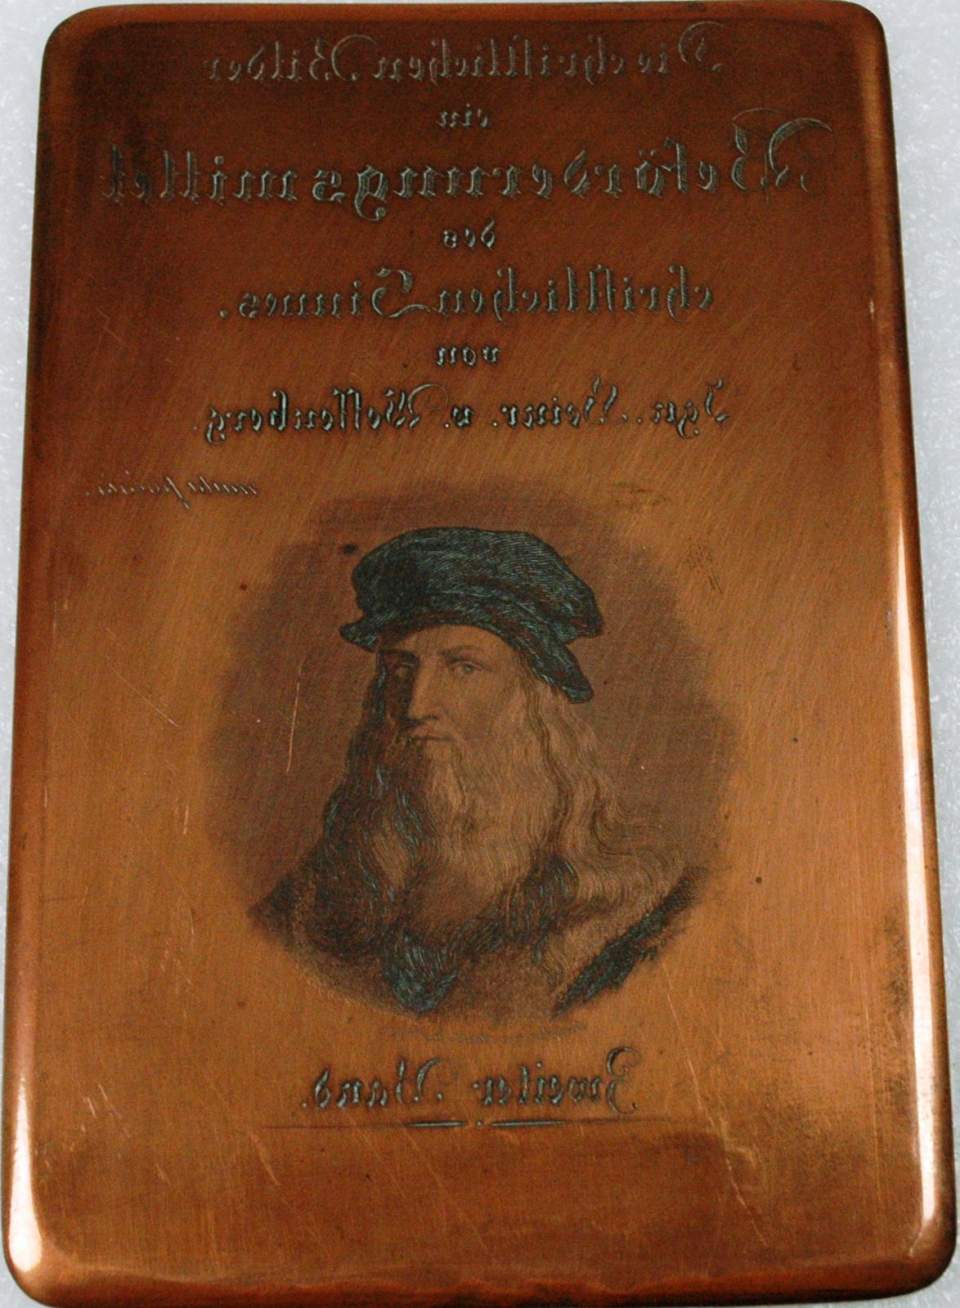 Die christlichen Bilder
ein
Beförderungsmittel
des
christlichen Sinnes.
von
Ign. Heinr. v. Wessenberg.
Zweiter Band.